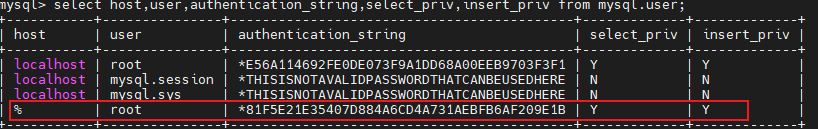 mysql> select host,user,authentication_string,select_priv,insert_priv from mysql.user;
+-----------+---------------+-------------------------------------------+-------------+-------------+
| host      | user          | authentication_string                     | select_priv | insert_priv |
+-----------+---------------+-------------------------------------------+-------------+-------------+
| localhost | root          | *E56A114692FE0DE073F9A1DD68A00EEB9703F3F1 | Y           | Y           |
| localhost | mysql.session | *THISISNOTAVALIDPASSWORDTHATCANBEUSEDHERE | N           | N           |
| localhost | mysql.sys     | *THISISNOTAVALIDPASSWORDTHATCANBEUSEDHERE | N           | N           |
| %         | root          | *81F5E21E35407D884A6CD4A731AEBFB6AF209E1B | Y           | Y           |
+-----------+---------------+-------------------------------------------+-------------+-------------+